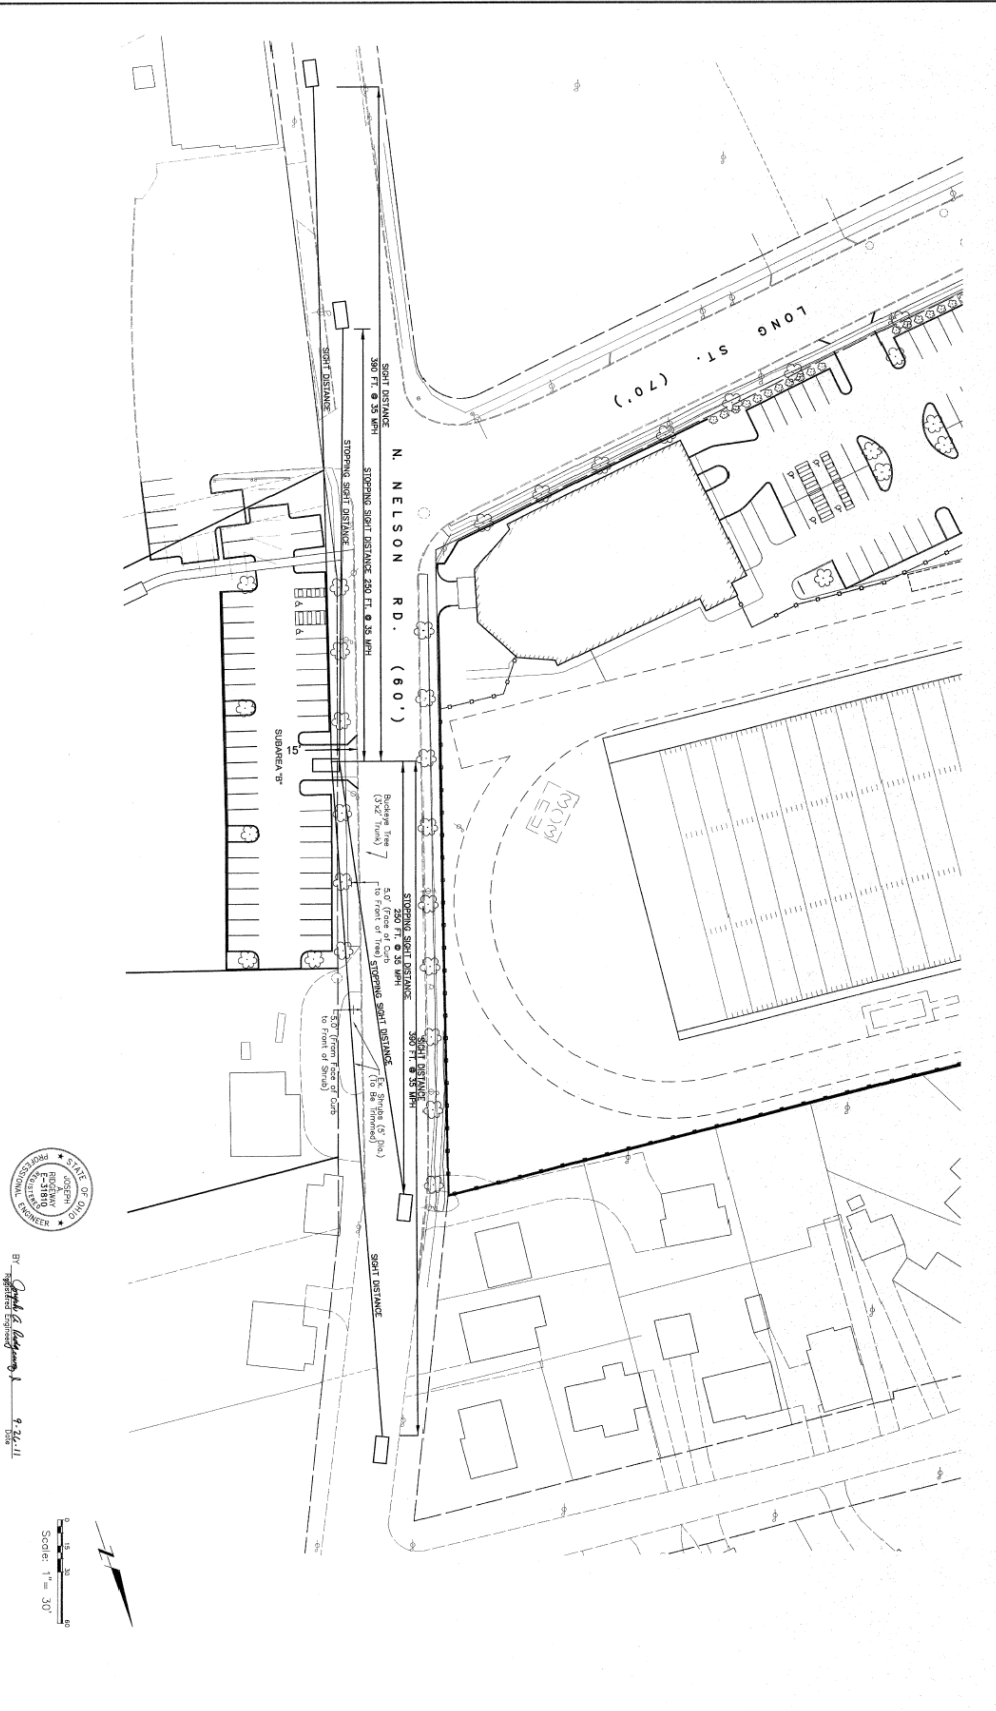 LONG ST. (70')
N. NELSON RD. (60')
SIGHT DISTANCE
390 FT. @ 35 MPH
STOPPING SIGHT DISTANCE 250 FT. @ 35 MPH
STOPPING SIGHT DISTANCE
SIGHT DISTANCE
SUBAREA "B"
15'
Buckeye Tree
(3'x2' Trunk)
5.0' (Face of Curb
to Front of Tree)
STOPPING SIGHT DISTANCE
250 FT. @ 35 MPH
STOPPING SIGHT DISTANCE
SIGHT DISTANCE
390 FT. @ 35 MPH
Ex. Shrubs (5' Dia.)
(To Be Trimmed)
5.0' (From Face of Curb
to Front of Shrub)
SIGHT DISTANCE
STATE OF OHIO
JOSEPH
A.
RIDGEWAY
E-31810
REGISTERED
PROFESSIONAL ENGINEER
BY
Registered Engineer
9-26-11
Date
0 15 30 60
Scale: 1" = 30'
N